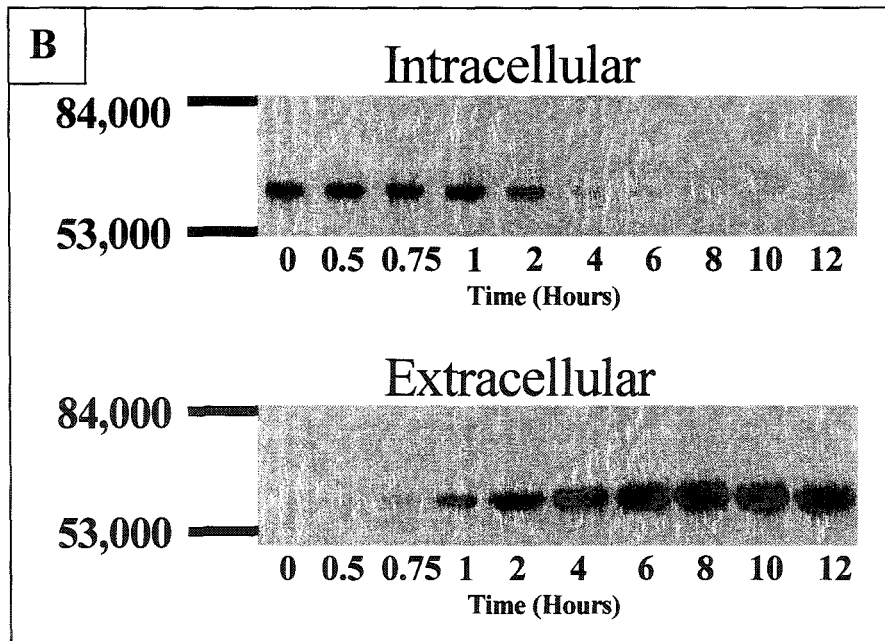 B
Intracellular
84,000
53,000
0 0.5 0.75 1 2 4 6 8 10 12
Time (Hours)
Extracellular
84,000
53,000
0 0.5 0.75 1 2 4 6 8 10 12
Time (Hours)